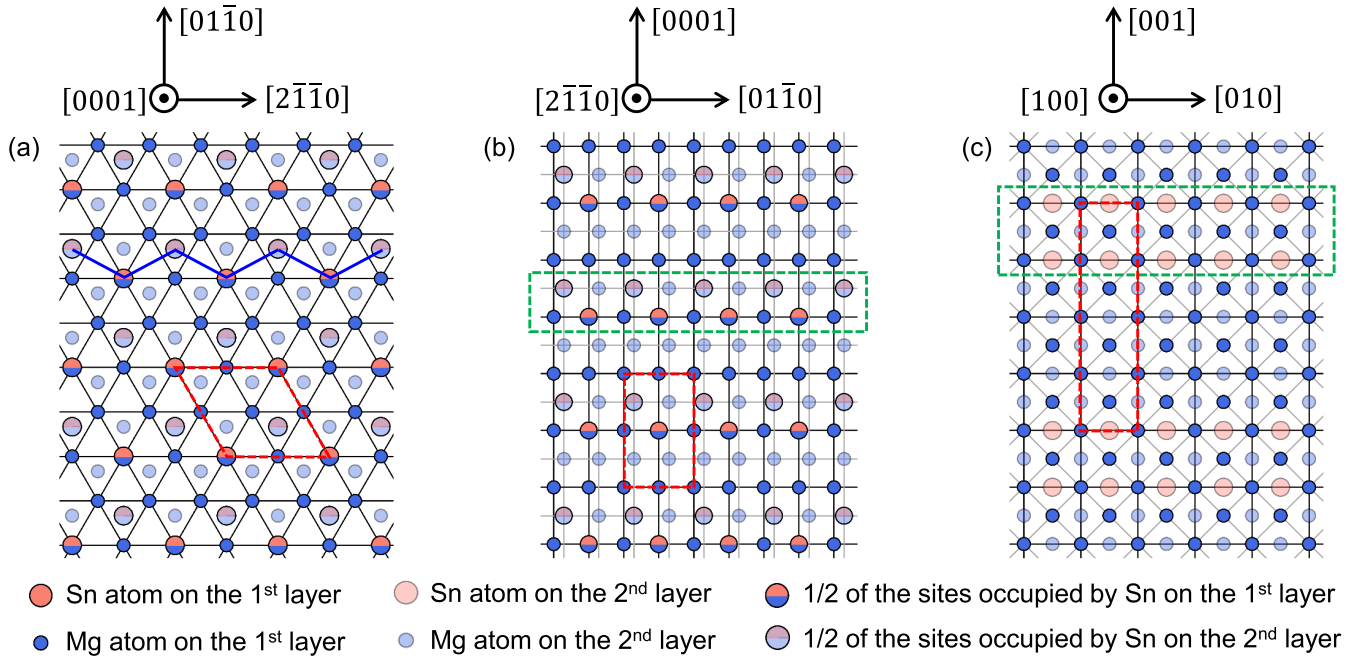 [011̅0]
[0001]
[21̅1̅0]
(a)
[0001]
[21̅1̅0]
[011̅0]
(b)
[001]
[100]
[010]
(c)
Sn atom on the 1st layer
Sn atom on the 2nd layer
1/2 of the sites occupied by Sn on the 1st layer
Mg atom on the 1st layer
Mg atom on the 2nd layer
1/2 of the sites occupied by Sn on the 2nd layer